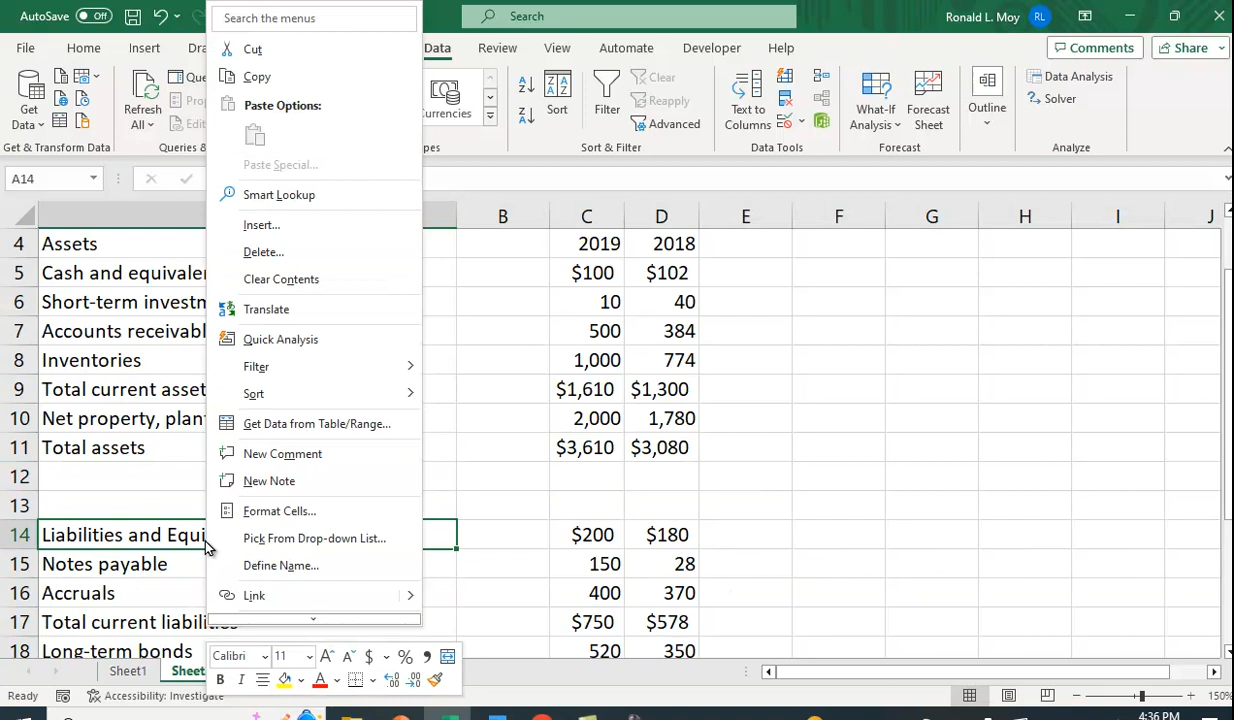 AutoSave Off
Search the menus
Search
Ronald L. Moy RL
File Home Insert Data Review View Automate Developer Help
Comments Share
Get Data
Refresh All
Sort
Filter
Clear
Reapply
Advanced
Text to Columns
What-If Analysis
Forecast Sheet
Outline
Data Analysis
Solver
Get & Transform Data
Sort & Filter
Data Tools
Forecast
Analyze
A14
Cut
Copy
Paste Options:
Paste Special...
Smart Lookup
Insert...
Delete...
Clear Contents
Translate
Quick Analysis
Filter
Sort
Get Data from Table/Range...
New Comment
New Note
Format Cells...
Pick From Drop-down List...
Define Name...
Link
B C D E F G H I J
4 Assets 2019 2018
5 Cash and equivale $100 $102
6 Short-term investm 10 40
7 Accounts receivabl 500 384
8 Inventories 1,000 774
9 Total current asset $1,610 $1,300
10 Net property, plan 2,000 1,780
11 Total assets $3,610 $3,080
12
13
14 Liabilities and Equi $200 $180
15 Notes payable 150 28
16 Accruals 400 370
17 Total current liabilities $750 $578
18 Long-term bonds 520 350
Calibri 11 A A $ % 9
B I A
Sheet1 Sheet
Ready Accessibility: Investigate 150%
4:36 PM